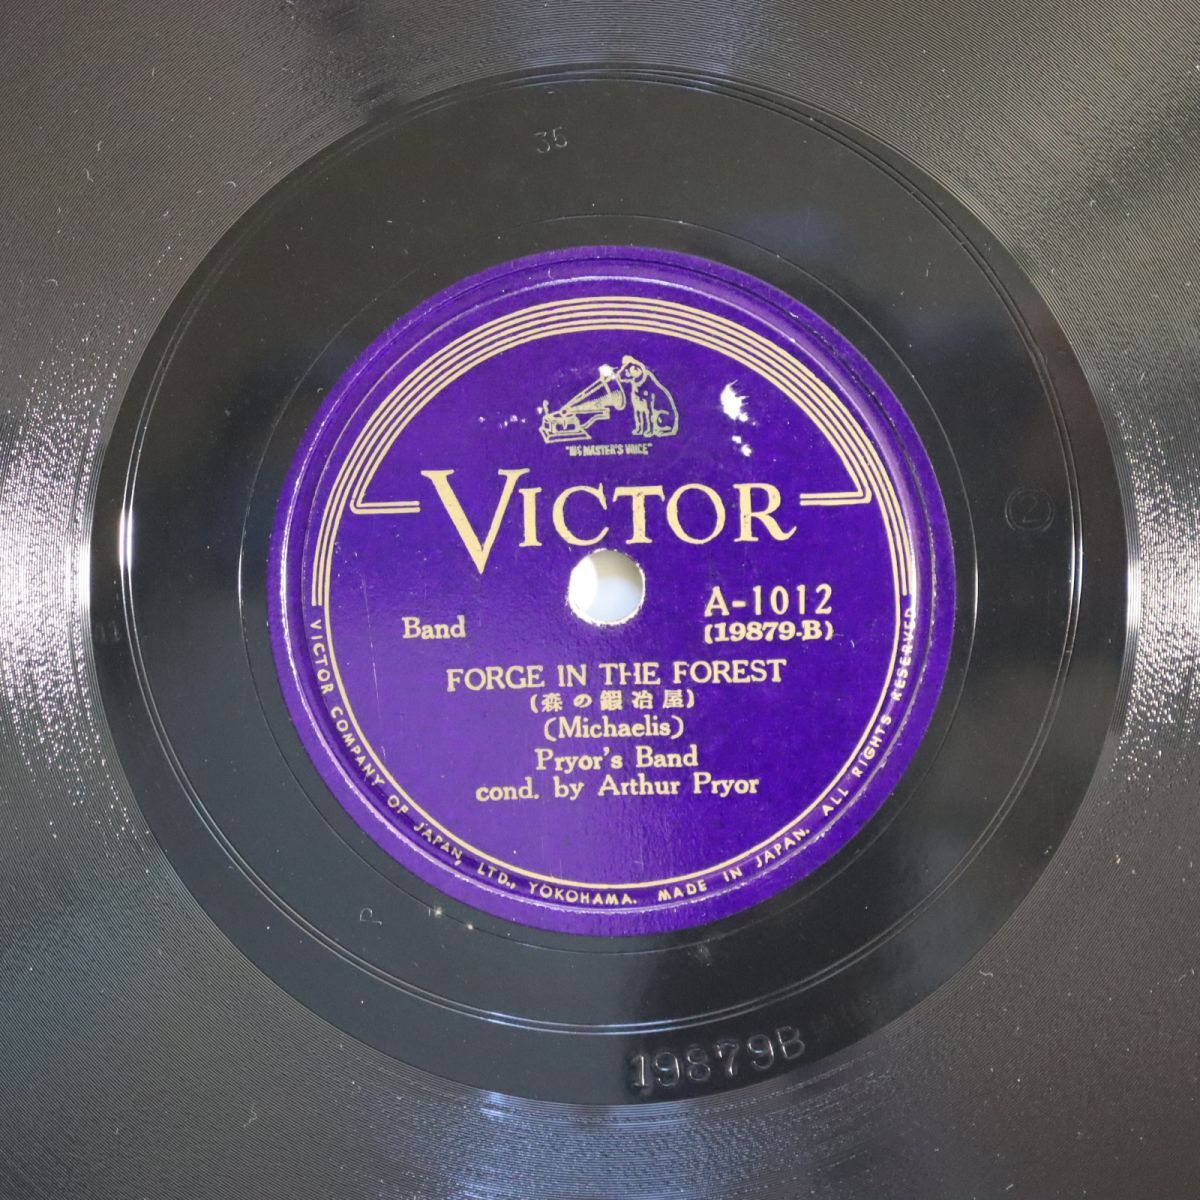 35
"HIS MASTER'S VOICE"
VICTOR
2
Band
A-1012
(19879-B)
FORGE IN THE FOREST
(森の鍜冶屋)
(Michaelis)
Pryor's Band
cond. by Arthur Pryor
VICTOR COMPANY OF JAPAN, LTD., YOKOHAMA. MADE IN JAPAN. ALL RIGHTS RESERVED
P
19879B